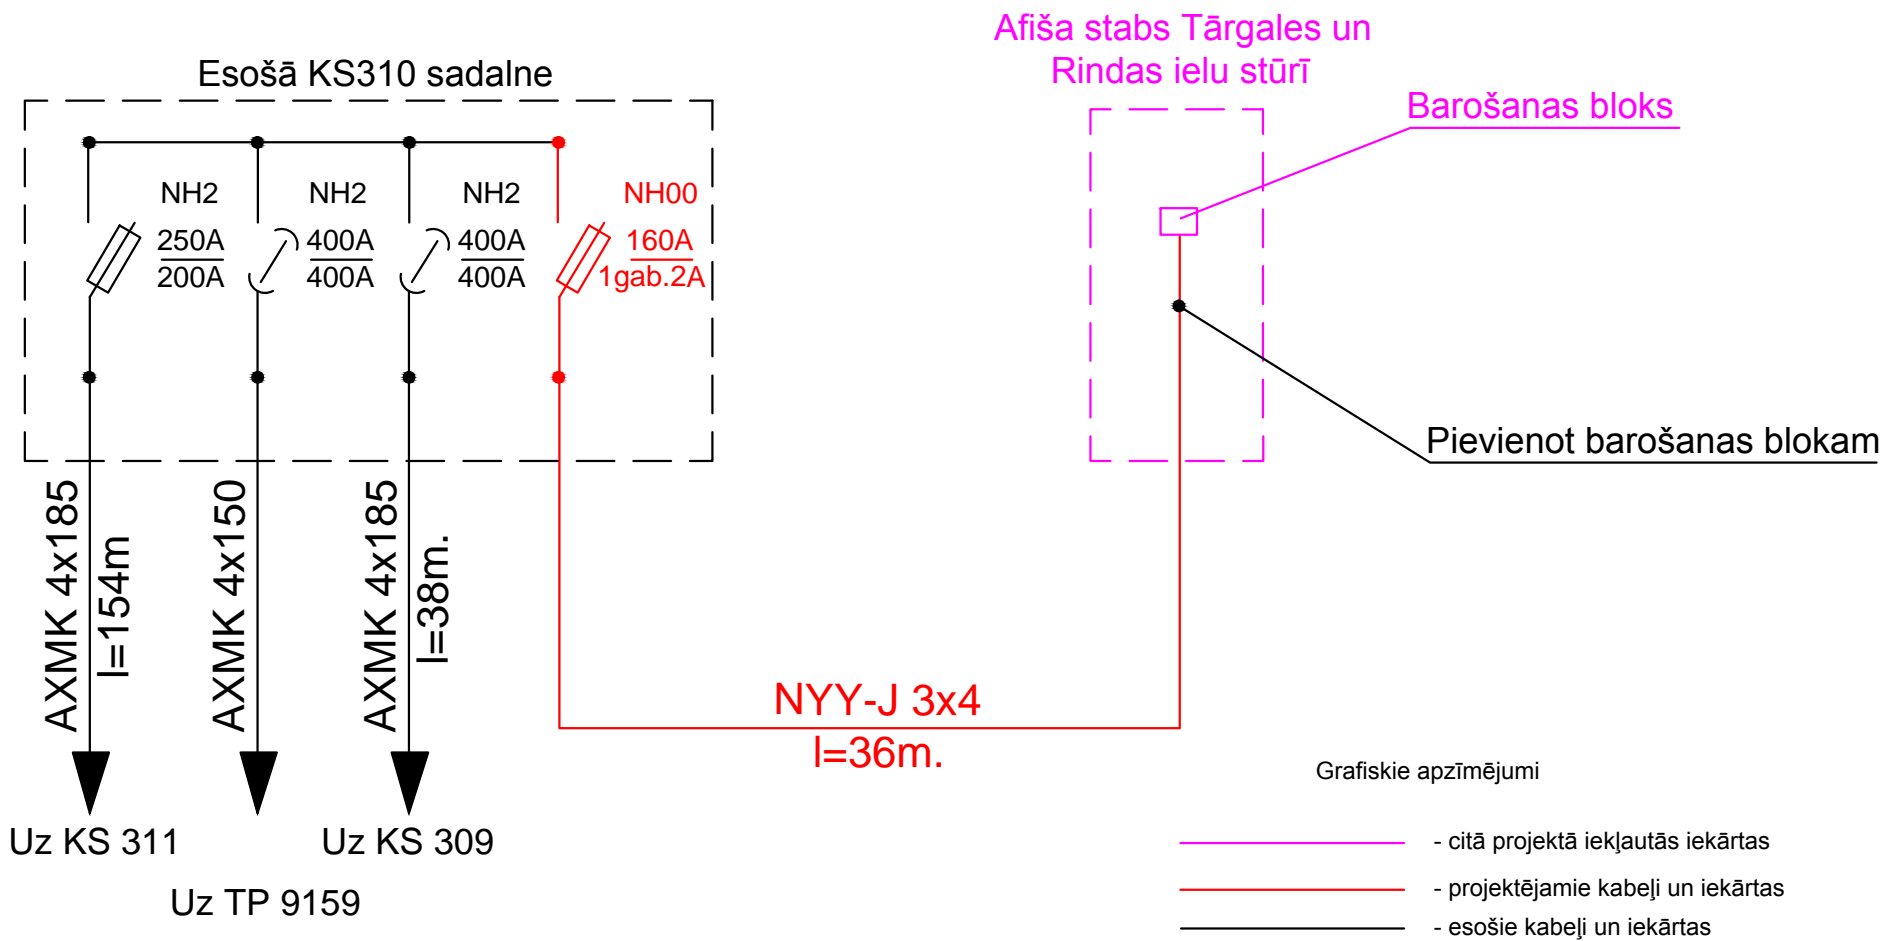 Afiša stabs Tārgales un
Rindas ielu stūrī
Esošā KS310 sadalne
Barošanas bloks
NH2
250A
200A
NH2
400A
400A
NH2
400A
400A
NH00
160A
1gab.2A
Pievienot barošanas blokam
AXMK 4x185
l=154m
AXMK 4x150
AXMK 4x185
l=38m.
NYY-J 3x4
l=36m.
Uz KS 311
Uz TP 9159
Uz KS 309
Grafiskie apzīmējumi
- citā projektā iekļautās iekārtas
- projektējamie kabeļi un iekārtas
- esošie kabeļi un iekārtas